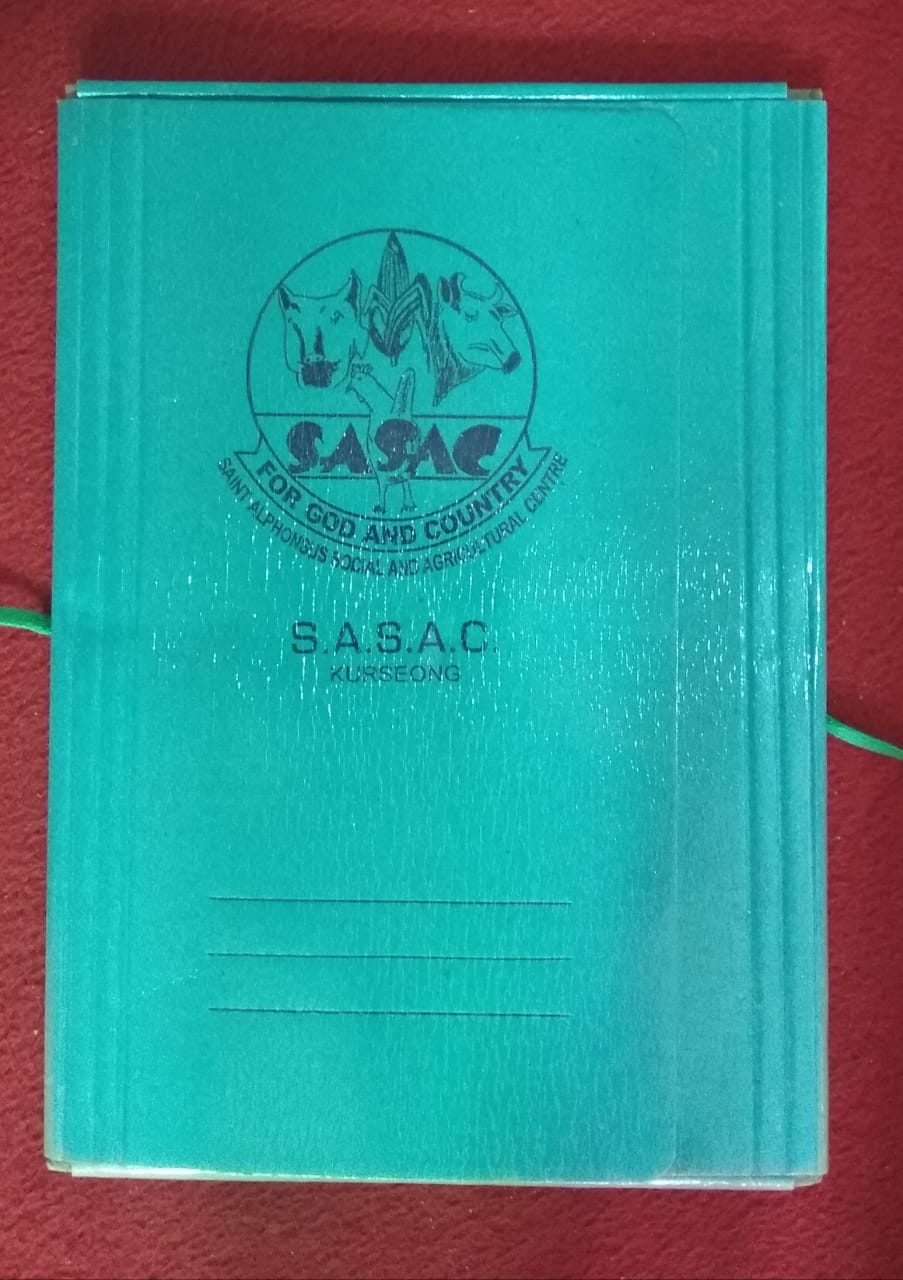 SASAC
FOR GOD AND COUNTRY
SAINT ALPHONSUS SOCIAL AND AGRICULTURAL CENTRE
S.A.S.A.C.
KURSEONG